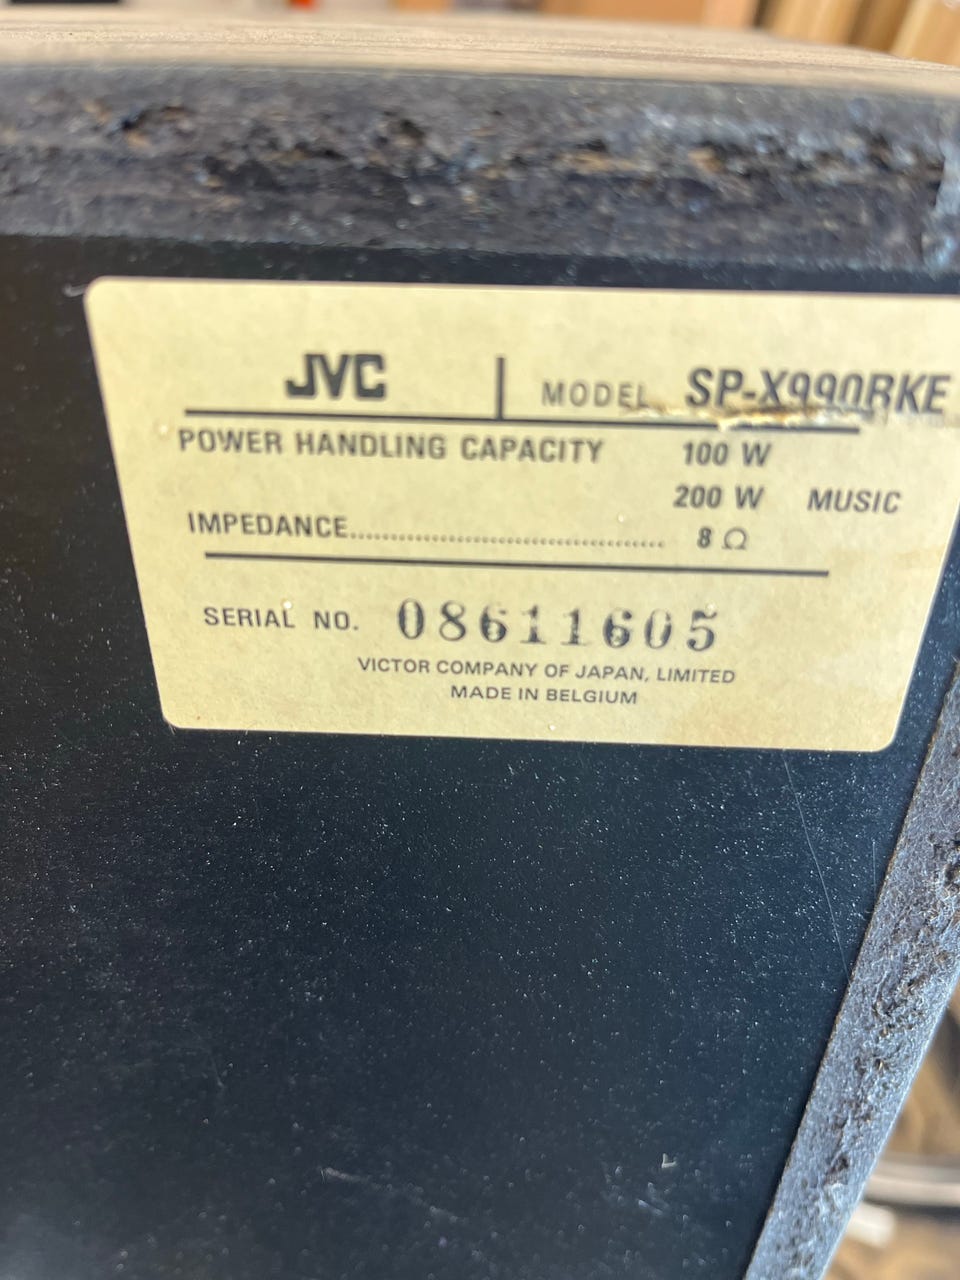 JVC MODEL SP-X990BKE
POWER HANDLING CAPACITY 100 W
200 W MUSIC
IMPEDANCE....................................... 8 Ω
SERIAL NO. 08611605
VICTOR COMPANY OF JAPAN, LIMITED
MADE IN BELGIUM